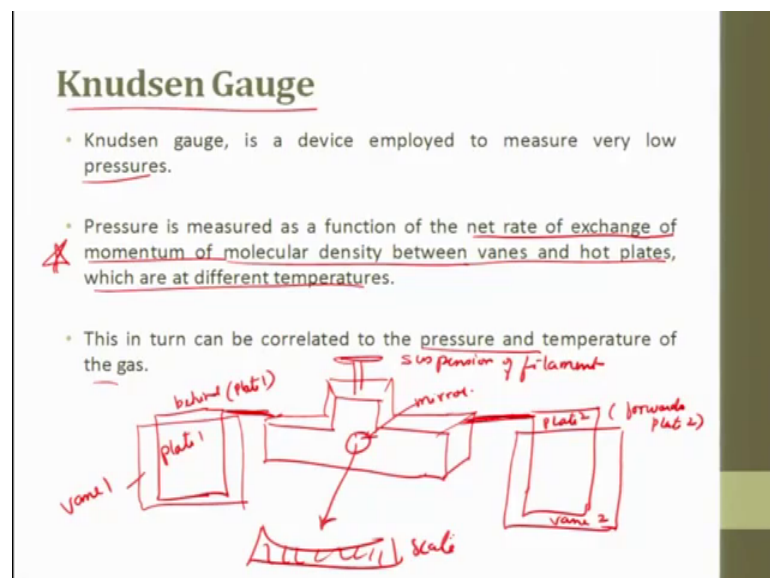 Knudsen Gauge
• Knudsen gauge, is a device employed to measure very low
pressures.
• Pressure is measured as a function of the net rate of exchange of
momentum of molecular density between vanes and hot plates,
which are at different temperatures.
• This in turn can be correlated to the pressure and temperature of
the gas.
suspension of filament
behind (Plat 1)
mirror.
plate 1
plate 2
(forwards
plat 2)
vane 1
vane 2
scale